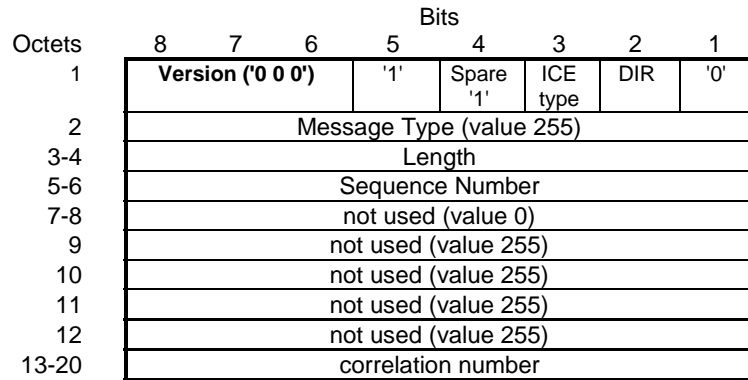 Bits
Octets 8 7 6 5 4 3 2 1
1 Version ('0 0 0') '1' Spare '1' ICE type DIR '0'
2 Message Type (value 255)
3-4 Length
5-6 Sequence Number
7-8 not used (value 0)
9 not used (value 255)
10 not used (value 255)
11 not used (value 255)
12 not used (value 255)
13-20 correlation number